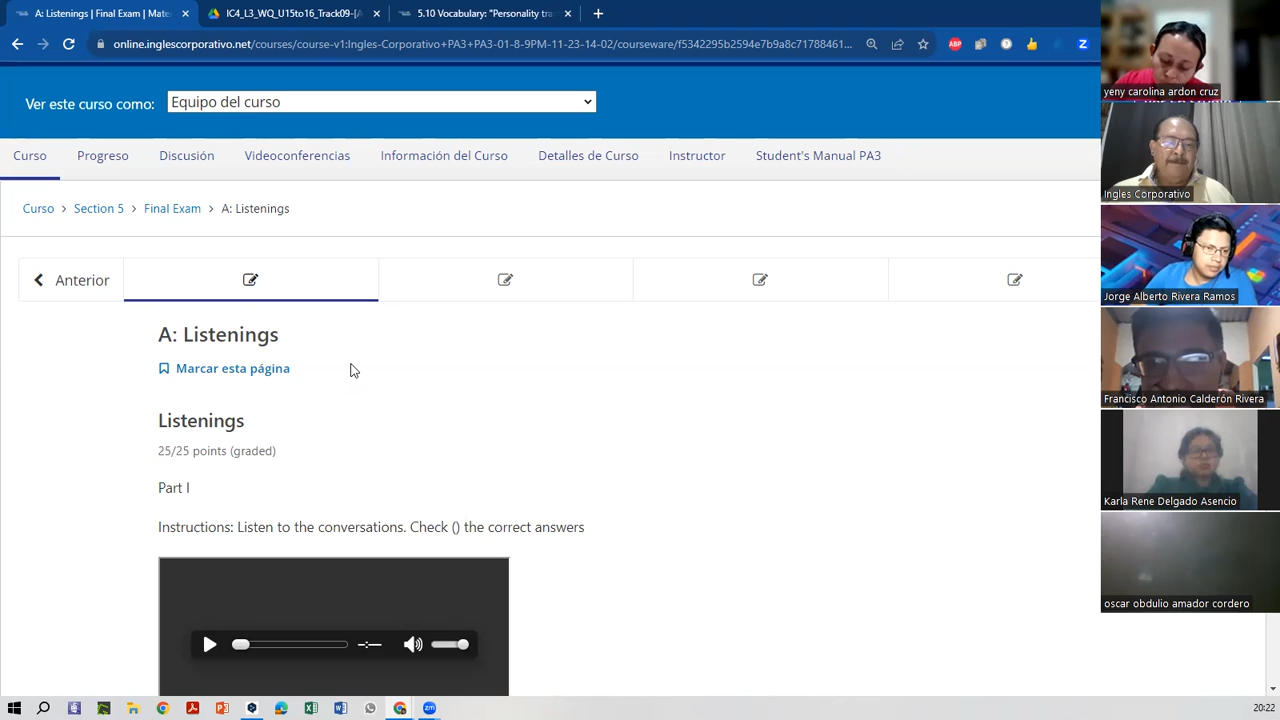 A: Listenings | Final Exam | Mate
IC4_L3_WQ_U15to16_Track09-[A
5.10 Vocabulary: "Personality tra
online.inglescorporativo.net/courses/course-v1:Ingles-Corporativo+PA3+PA3-01-8-9PM-11-23-14-02/courseware/f5342295b2594e7b9a8c71788461...
Ver este curso como:
Equipo del curso
Curso
Progreso
Discusión
Videoconferencias
Información del Curso
Detalles de Curso
Instructor
Student's Manual PA3
Curso > Section 5 > Final Exam > A: Listenings
Anterior
A: Listenings
Marcar esta página
Listenings
25/25 points (graded)
Part I
Instructions: Listen to the conversations. Check () the correct answers
-:--
yeny carolina ardon cruz
Ingles Corporativo
Jorge Alberto Rivera Ramos
Francisco Antonio Calderón Rivera
Karla Rene Delgado Asencio
oscar obdulio amador cordero
ABP
20:22